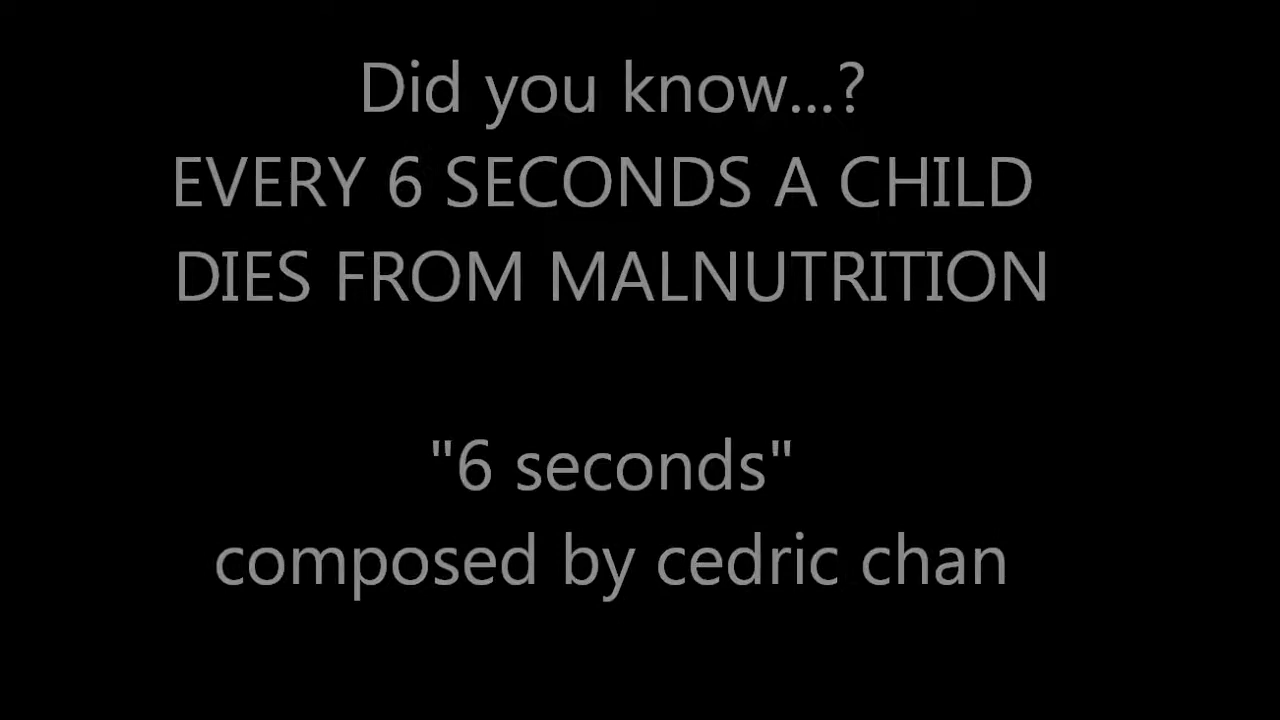 Did you know...?
EVERY 6 SECONDS A CHILD
DIES FROM MALNUTRITION
"6 seconds"
composed by cedric chan